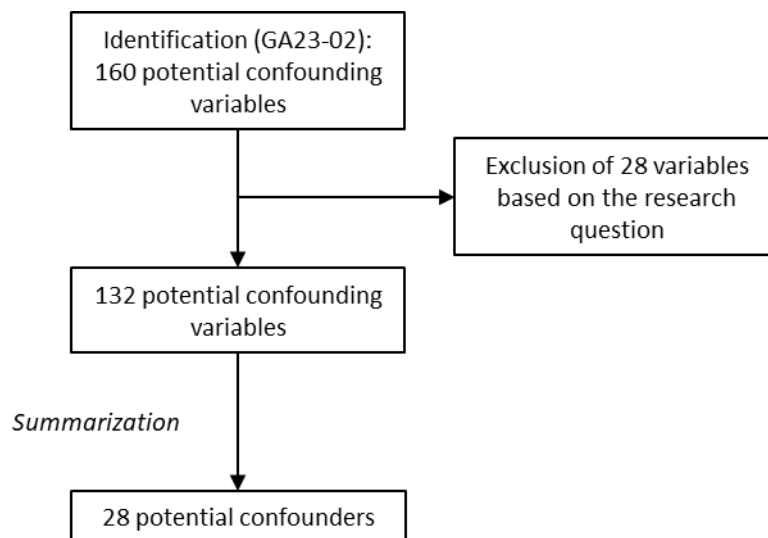 Identification (GA23-02):
160 potential confounding
variables
Exclusion of 28 variables
based on the research
question
132 potential confounding
variables
Summarization
28 potential confounders